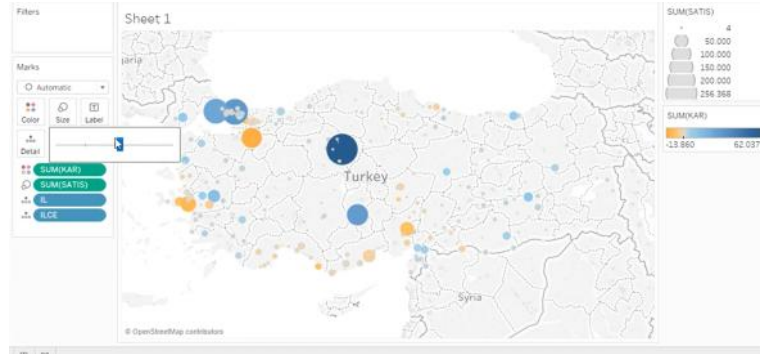 Filters
Sheet 1
Marks
Automatic
Color
Size
Label
Detail
SUM(KAR)
SUM(SATIS)
IL
ILCE
aria
Turkey
Syria
© OpenStreetMap contributors
SUM(SATIS)
4
50.000
100.000
150.000
200.000
256.368
SUM(KAR)
-13.860 62.037